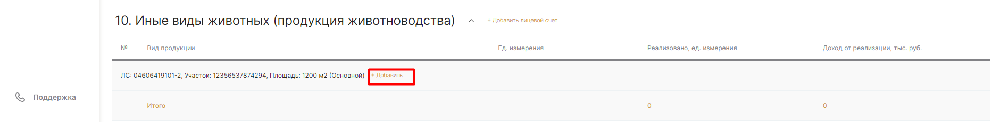 10. Иные виды животных (продукция животноводства) + Добавить лицевой счет
№ Вид продукции Ед. измерения Реализовано, ед. измерения Доход от реализации, тыс. руб.
ЛС: 04606419101-2, Участок: 12356537874294, Площадь: 1200 м2 (Основной) + Добавить
Поддержка
Итого 0 0